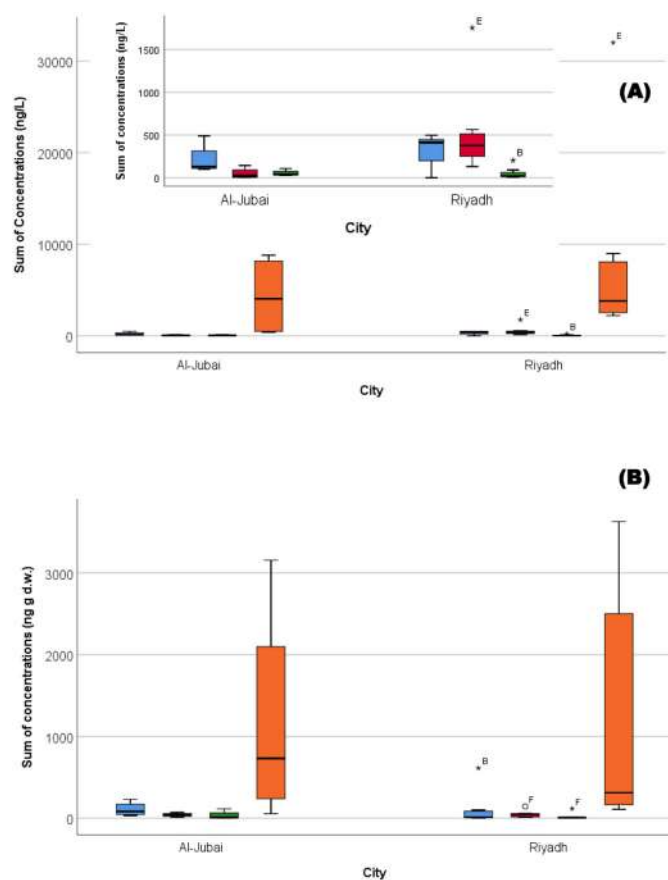 (A)
Sum of Concentrations (ng/L)
30000
20000
10000
0
Sum of concentrations (ng/L)
1500
1000
500
0
E
B
Al-Jubai
Riyadh
City
E
E
B
Al-Jubai
Riyadh
City
(B)
Sum of concentrations (ng g d.w.)
3000
2000
1000
0
B
F
F
Al-Jubai
Riyadh
City